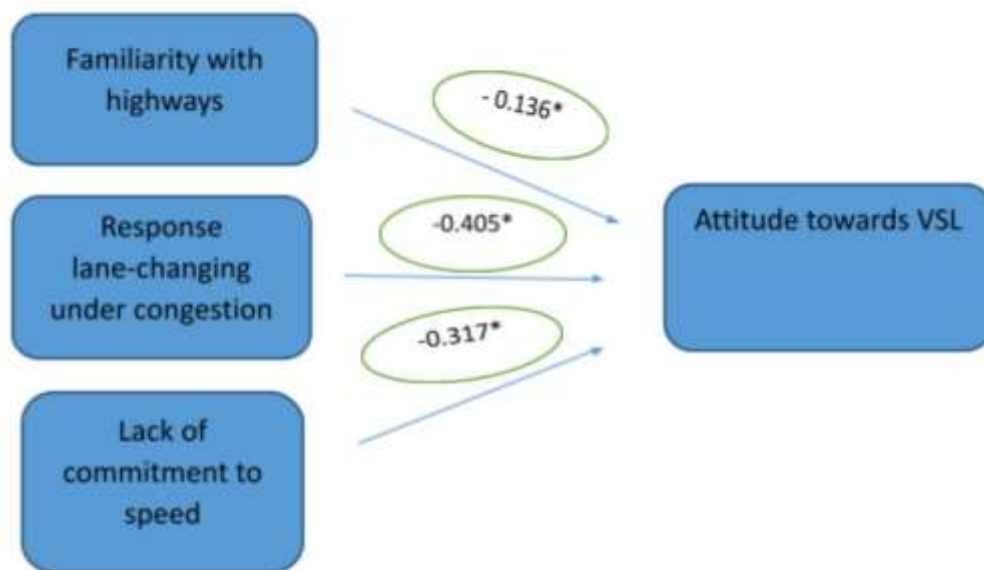 Familiarity with
highways
- 0.136*
Response
lane-changing
under congestion
-0.405*
Attitude towards VSL
-0.317*
Lack of
commitment to
speed